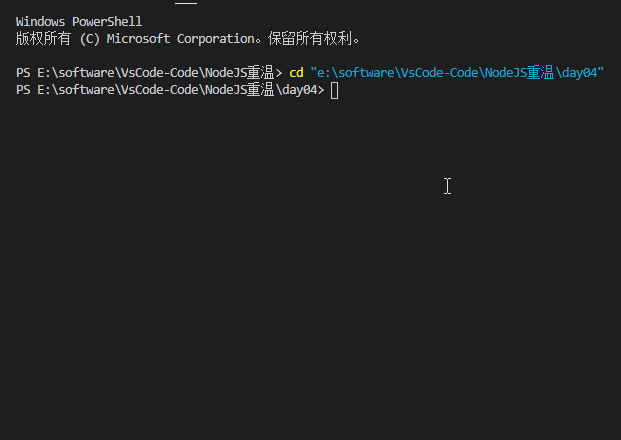 Windows PowerShell
版权所有 (C) Microsoft Corporation。保留所有权利。
PS E:\software\VsCode-Code\NodeJS重温> cd "e:\software\VsCode-Code\NodeJS重温\day04"
PS E:\software\VsCode-Code\NodeJS重温\day04>